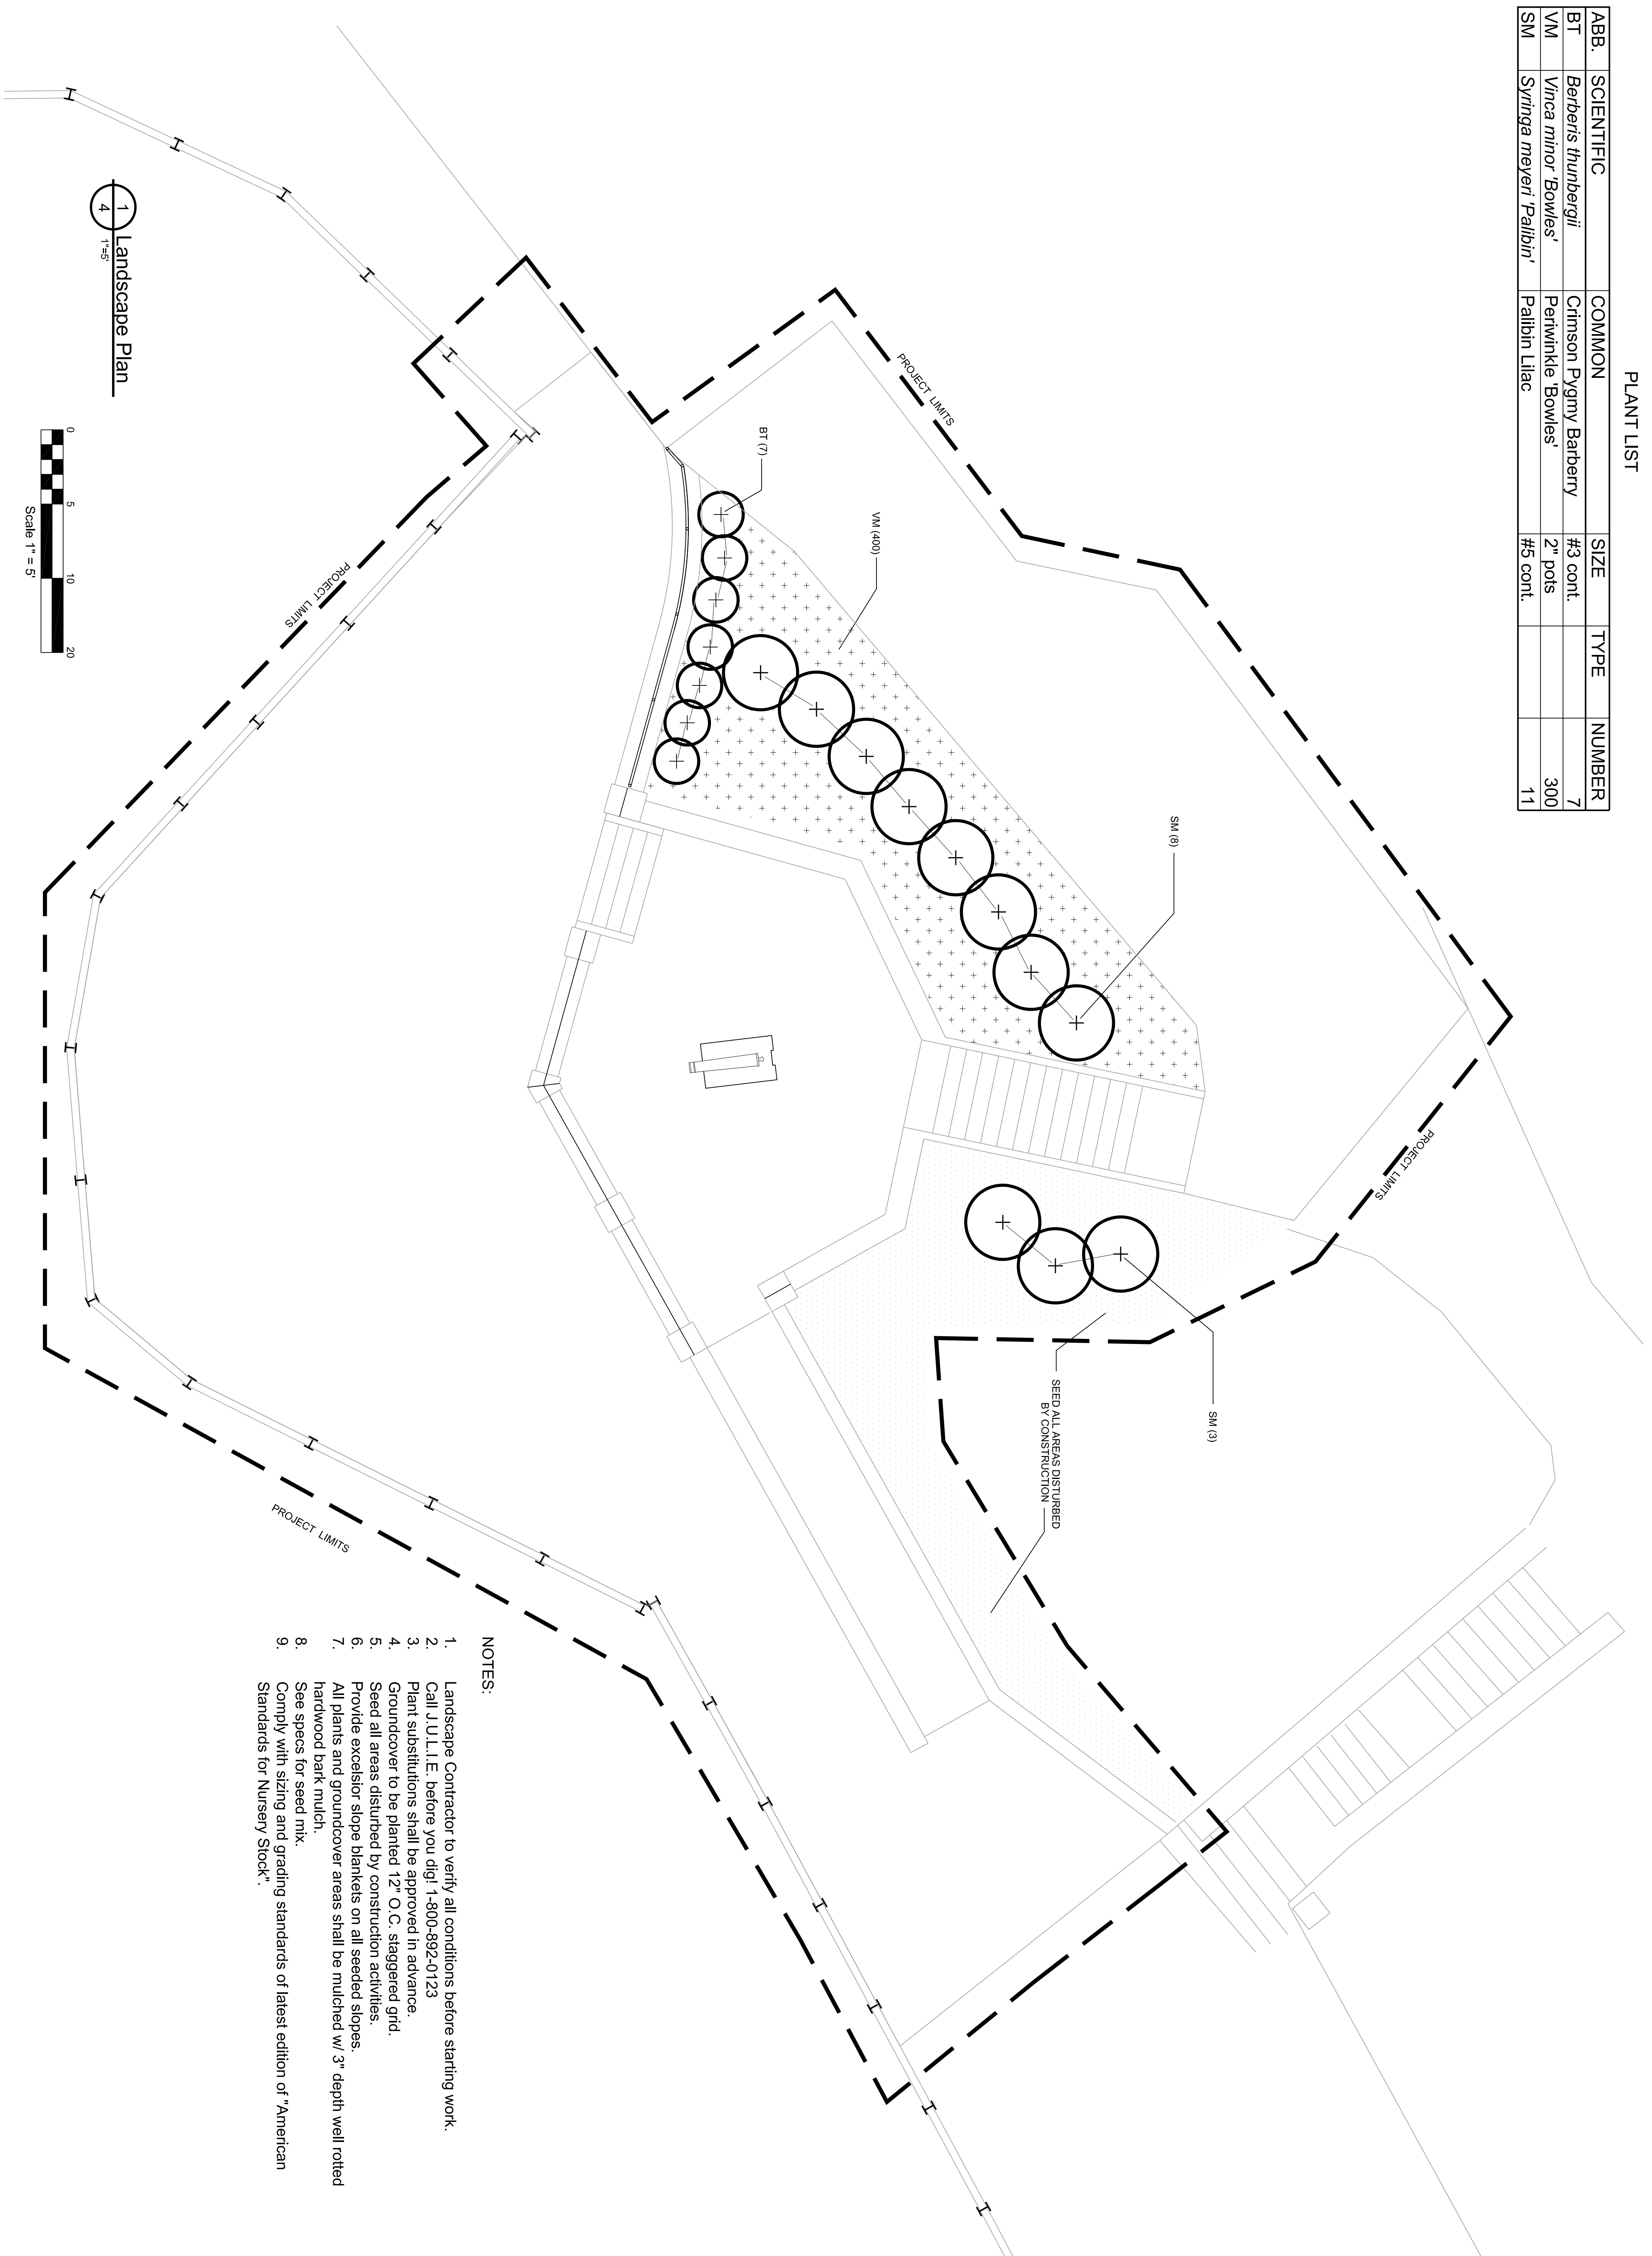 PLANT LIST
ABB. SCIENTIFIC COMMON SIZE TYPE NUMBER
BT Berberis thunbergii Crimson Pygmy Barberry #3 cont. 7
VM Vinca minor 'Bowles' Periwinkle 'Bowles' 2" pots 300
SM Syringa meyeri 'Palibin' Palibin Lilac #5 cont. 11
PROJECT LIMITS
PROJECT LIMITS
SM (8)
SM (3)
SEED ALL AREAS DISTURBED
BY CONSTRUCTION
VM (400)
BT (7)
PROJECT LIMITS
PROJECT LIMITS
NOTES:
1. Landscape Contractor to verify all conditions before starting work.
2. Call J.U.L.I.E. before you dig! 1-800-892-0123
3. Plant substitutions shall be approved in advance.
4. Groundcover to be planted 12" O.C. staggered grid.
5. Seed all areas disturbed by construction activities.
6. Provide excelsior slope blankets on all seeded slopes.
7. All plants and groundcover areas shall be mulched w/ 3" depth well rotted
hardwood bark mulch.
8. See specs for seed mix.
9. Comply with sizing and grading standards of latest edition of "American
Standards for Nursery Stock".
1 Landscape Plan
4 1"=5'
0 5 10 20
Scale 1" = 5'